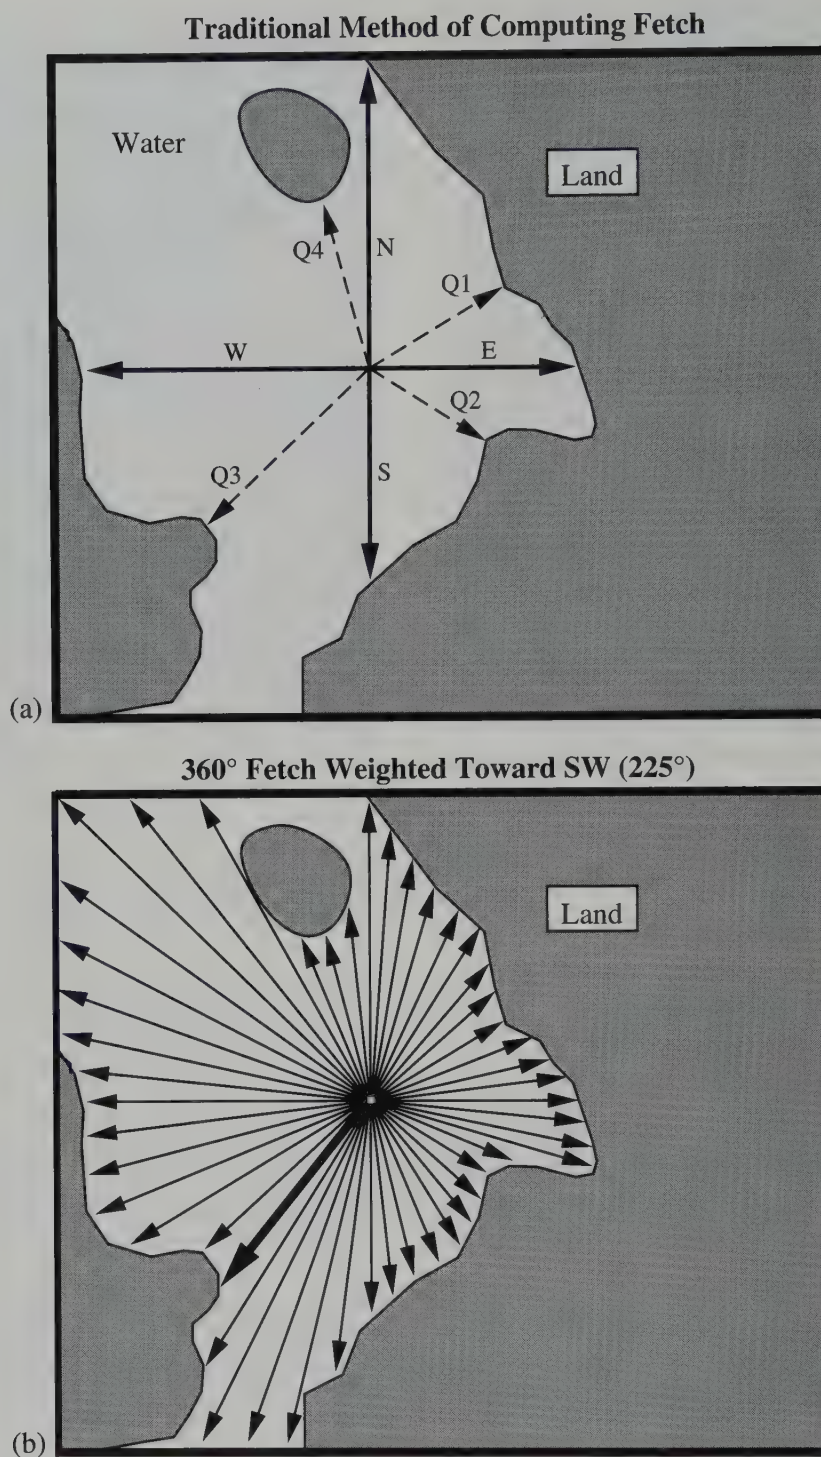 Traditional Method of Computing Fetch
Water
Land
Q4
N
Q1
W
E
Q2
Q3
S
(a)
360° Fetch Weighted Toward SW (225°)
Land
(b)